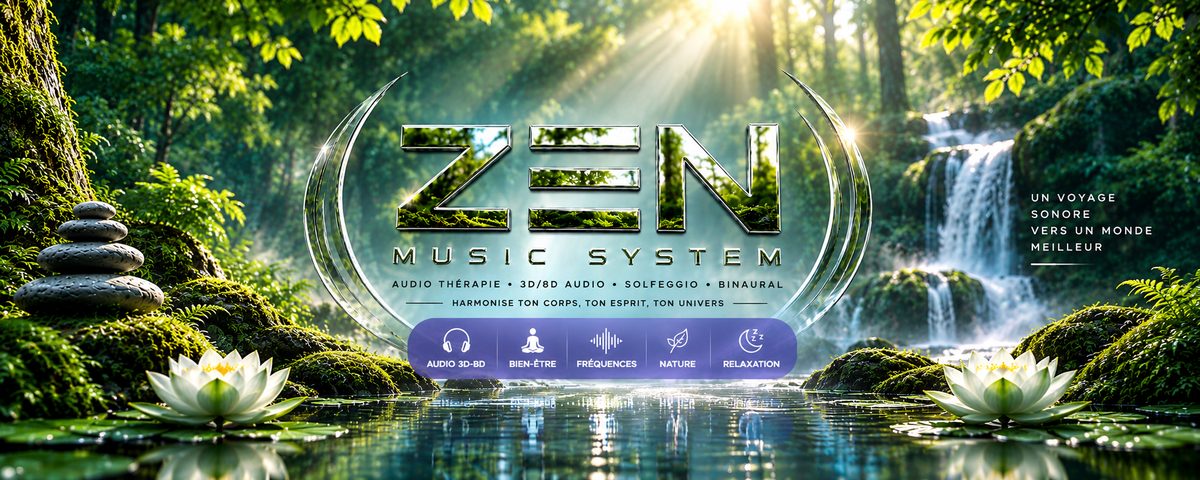 ZEN
MUSIC SYSTEM
AUDIO THÉRAPIE • 3D/8D AUDIO • SOLFEGGIO • BINAURAL
HARMONISE TON CORPS, TON ESPRIT, TON UNIVERS
AUDIO 3D-8D
BIEN-ÊTRE
FRÉQUENCES
NATURE
RELAXATION
UN VOYAGE
SONORE
VERS UN MONDE
MEILLEUR